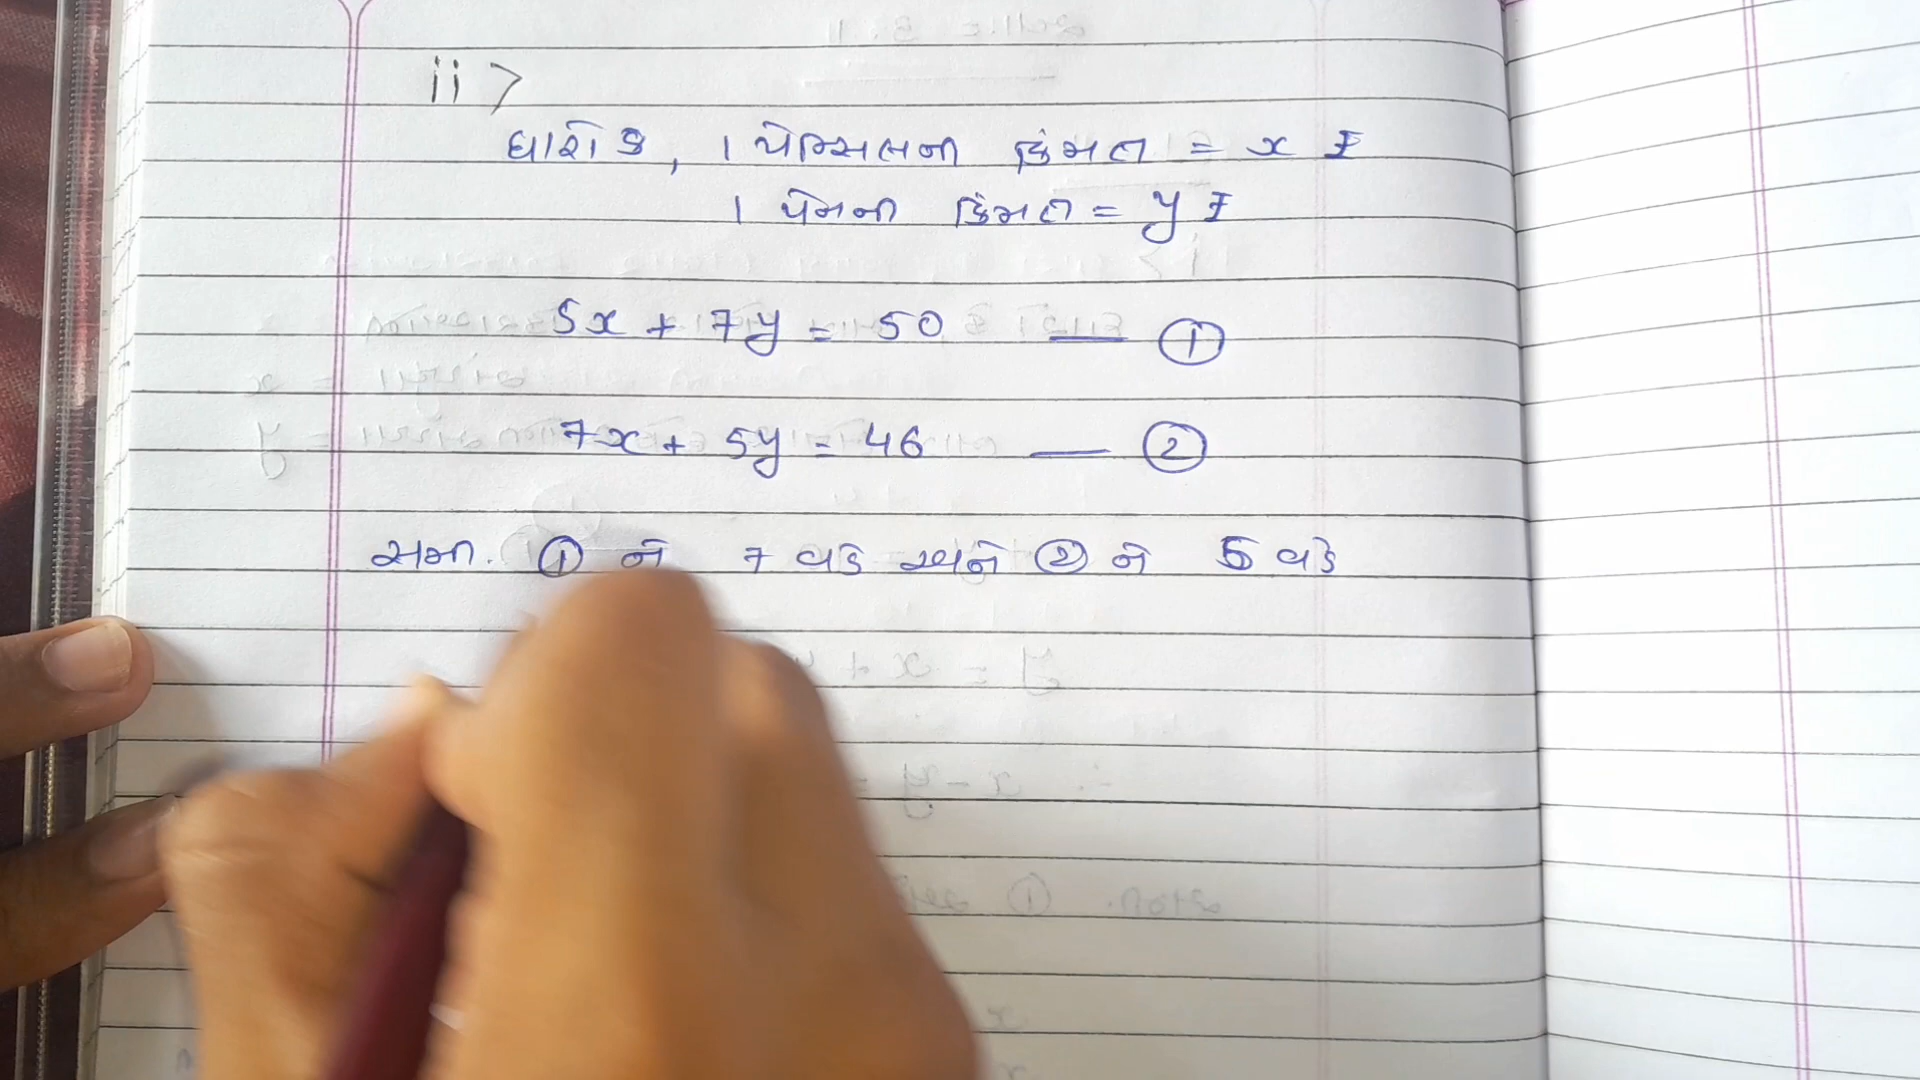 ii >
ધારો કે, 1 પેન્સિલની કિંમત = x ₹
1 પેનની કિંમત = y ₹
5x + 7y = 50 — ①
7x + 5y = 46 — ②
સમી. ① ને 7 વડે અને ② ને 5 વડે